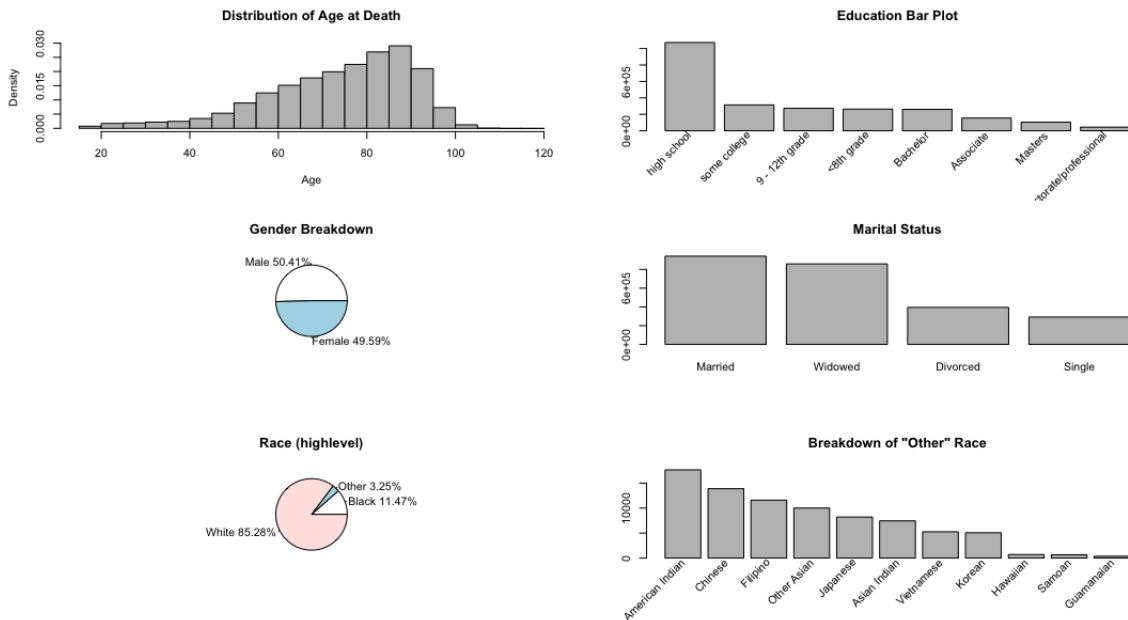 Distribution of Age at Death
Density
0.000 0.015 0.030
20 40 60 80 100 120
Age
Education Bar Plot
0e+00 6e+05
high school
some college
9 - 12th grade
<8th grade
Bachelor
Associate
Masters
ctorate/professional
Gender Breakdown
Male 50.41%
Female 49.59%
Marital Status
0e+00 6e+05
Married Widowed Divorced Single
Race (highlevel)
Other 3.25%
Black 11.47%
White 85.28%
Breakdown of "Other" Race
0 10000
American Indian
Chinese
Filipino
Other Asian
Japanese
Asian Indian
Vietnamese
Korean
Hawaiian
Samoan
Guamanaian